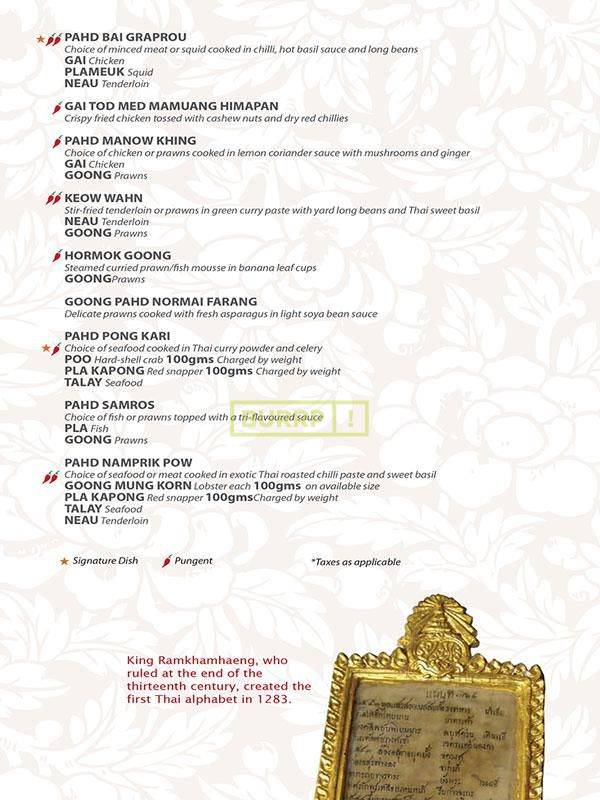 PAHD BAI GRAPROU
Choice of minced meat or squid cooked in chilli, hot basil sauce and long beans
GAI Chicken
PLAMEUK Squid
NEAU Tenderloin
GAI TOD MED MAMUANG HIMAPAN
Crispy fried chicken tossed with cashew nuts and dry red chillies
PAHD MANOW KHING
Choice of chicken or prawns cooked in lemon coriander sauce with mushrooms and ginger
GAI Chicken
GOONG Prawns
KEOW WAHN
Stir-fried tenderloin or prawns in green curry paste with yard long beans and Thai sweet basil
NEAU Tenderloin
GOONG Prawns
HORMOK GOONG
Steamed curried prawn/fish mousse in banana leaf cups
GOONGPrawns
GOONG PAHD NORMAI FARANG
Delicate prawns cooked with fresh asparagus in light soya bean sauce
PAHD PONG KARI
Choice of seafood cooked in Thai curry powder and celery
POO Hard-shell crab 100gms Charged by weight
PLA KAPONG Red snapper 100gms Charged by weight
TALAY Seafood
PAHD SAMROS
Choice of fish or prawns topped with a tri-flavoured sauce
PLA Fish
BURRP!
GOONG Prawns
PAHD NAMPRIK POW
Choice of seafood or meat cooked in exotic Thai roasted chilli paste and sweet basil
GOONG MUNG KORN Lobster each 100gms on available size
PLA KAPONG Red snapper 100gmsCharged by weight
TALAY Seafood
NEAU Tenderloin
Signature Dish Pungent *Taxes as applicable
King Ramkhamhaeng, who
ruled at the end of the
thirteenth century, created the
first Thai alphabet in 1283.